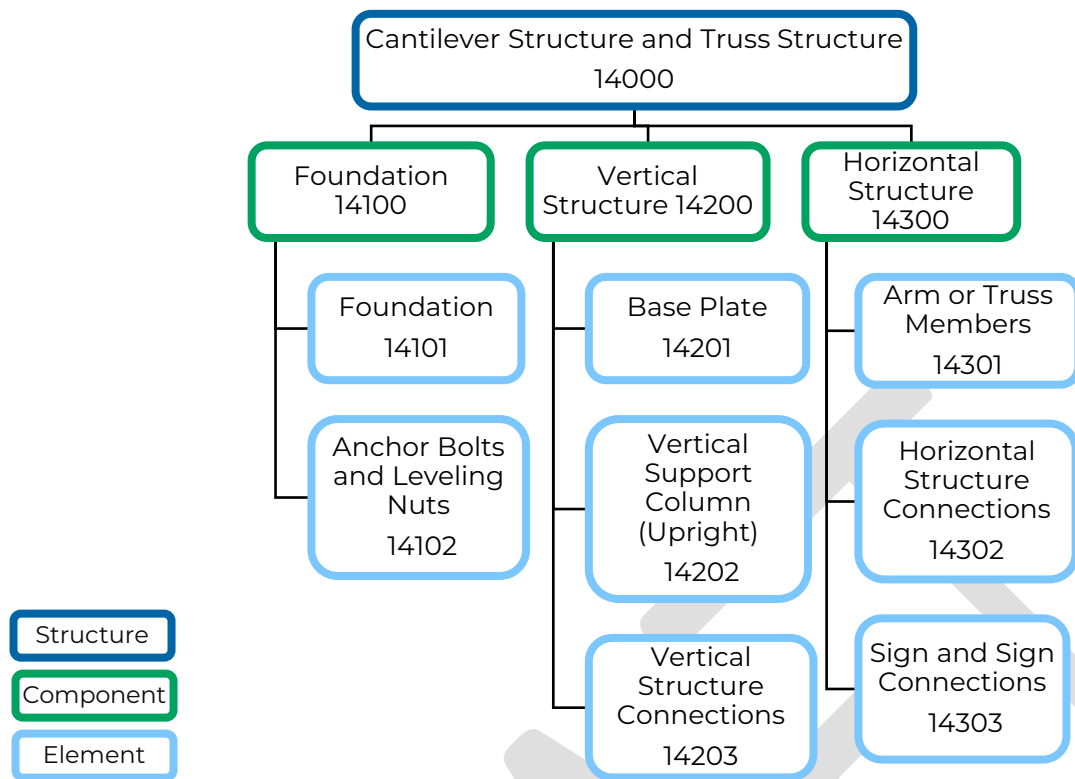 Cantilever Structure and Truss Structure
14000
Foundation
14100
Vertical
Structure 14200
Horizontal
Structure
14300
Foundation
14101
Base Plate
14201
Arm or Truss
Members
14301
Anchor Bolts
and Leveling
Nuts
14102
Vertical
Support
Column
(Upright)
14202
Horizontal
Structure
Connections
14302
Vertical
Structure
Connections
14203
Sign and Sign
Connections
14303
Structure
Component
Element